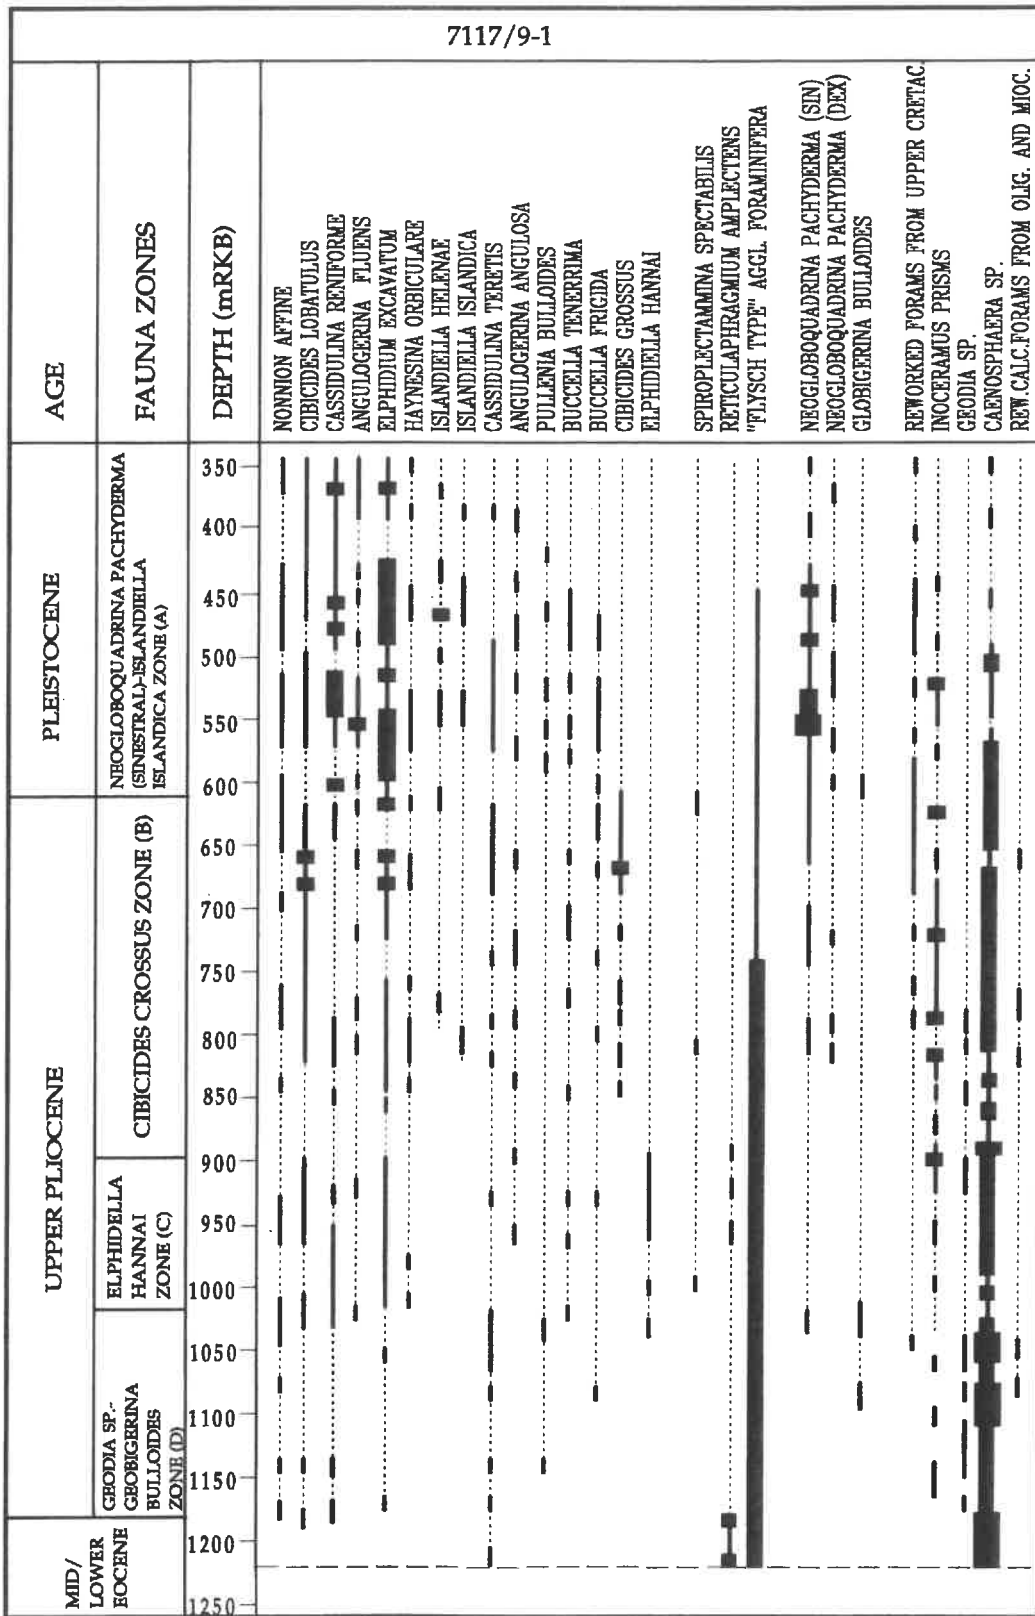 7117/9-1
AGE
FAUNA ZONES
DEPTH (mRKB)
NONNION AFFINE
CIBICIDES LOBATULUS
CASSIDULINA RENIFORME
ANGULOGERINA FLUENS
ELPHIDIUM EXCAVATUM
HAYNESINA ORBICULARE
ISLANDIELLA HELENAE
ISLANDIELLA ISLANDICA
CASSIDULINA TERETIS
ANGULOGERINA ANGULOSA
PULLENIA BULLOIDES
BUCCELLA TENERRIMA
BUCCELLA FRIGIDA
CIBICIDES GROSSUS
ELPHIDIELLA HANNAI
SPIROPLECTAMMINA SPECTABILIS
RETICULAPHRAGMIUM AMPLECTENS
"FLYSCH TYPE" AGGL. FORAMINIFERA
NEOGLOBOQUADRINA PACHYDERMA (SIN)
NEOGLOBOQUADRINA PACHYDERMA (DEX)
GLOBIGERINA BULLOIDES
REWORKED FORAMS FROM UPPER CRETAC.
INOCERAMUS PRISMS
GEODIA SP.
CAENOSPHAERA SP.
REW.CALC.FORAMS FROM OLIG. AND MIOC.
PLEISTOCENE
NEOGLOBOQUADRINA PACHYDERMA
(SINESTRAL)-ISLANDIELLA
ISLANDICA ZONE (A)
UPPER PLIOCENE
CIBICIDES CROSSUS ZONE (B)
ELPHIDELLA
HANNAI
ZONE (C)
GEODIA SP.-
GEOBIGERINA
BULLOIDES
ZONE (D)
MID/
LOWER
EOCENE
350
400
450
500
550
600
650
700
750
800
850
900
950
1000
1050
1100
1150
1200
1250